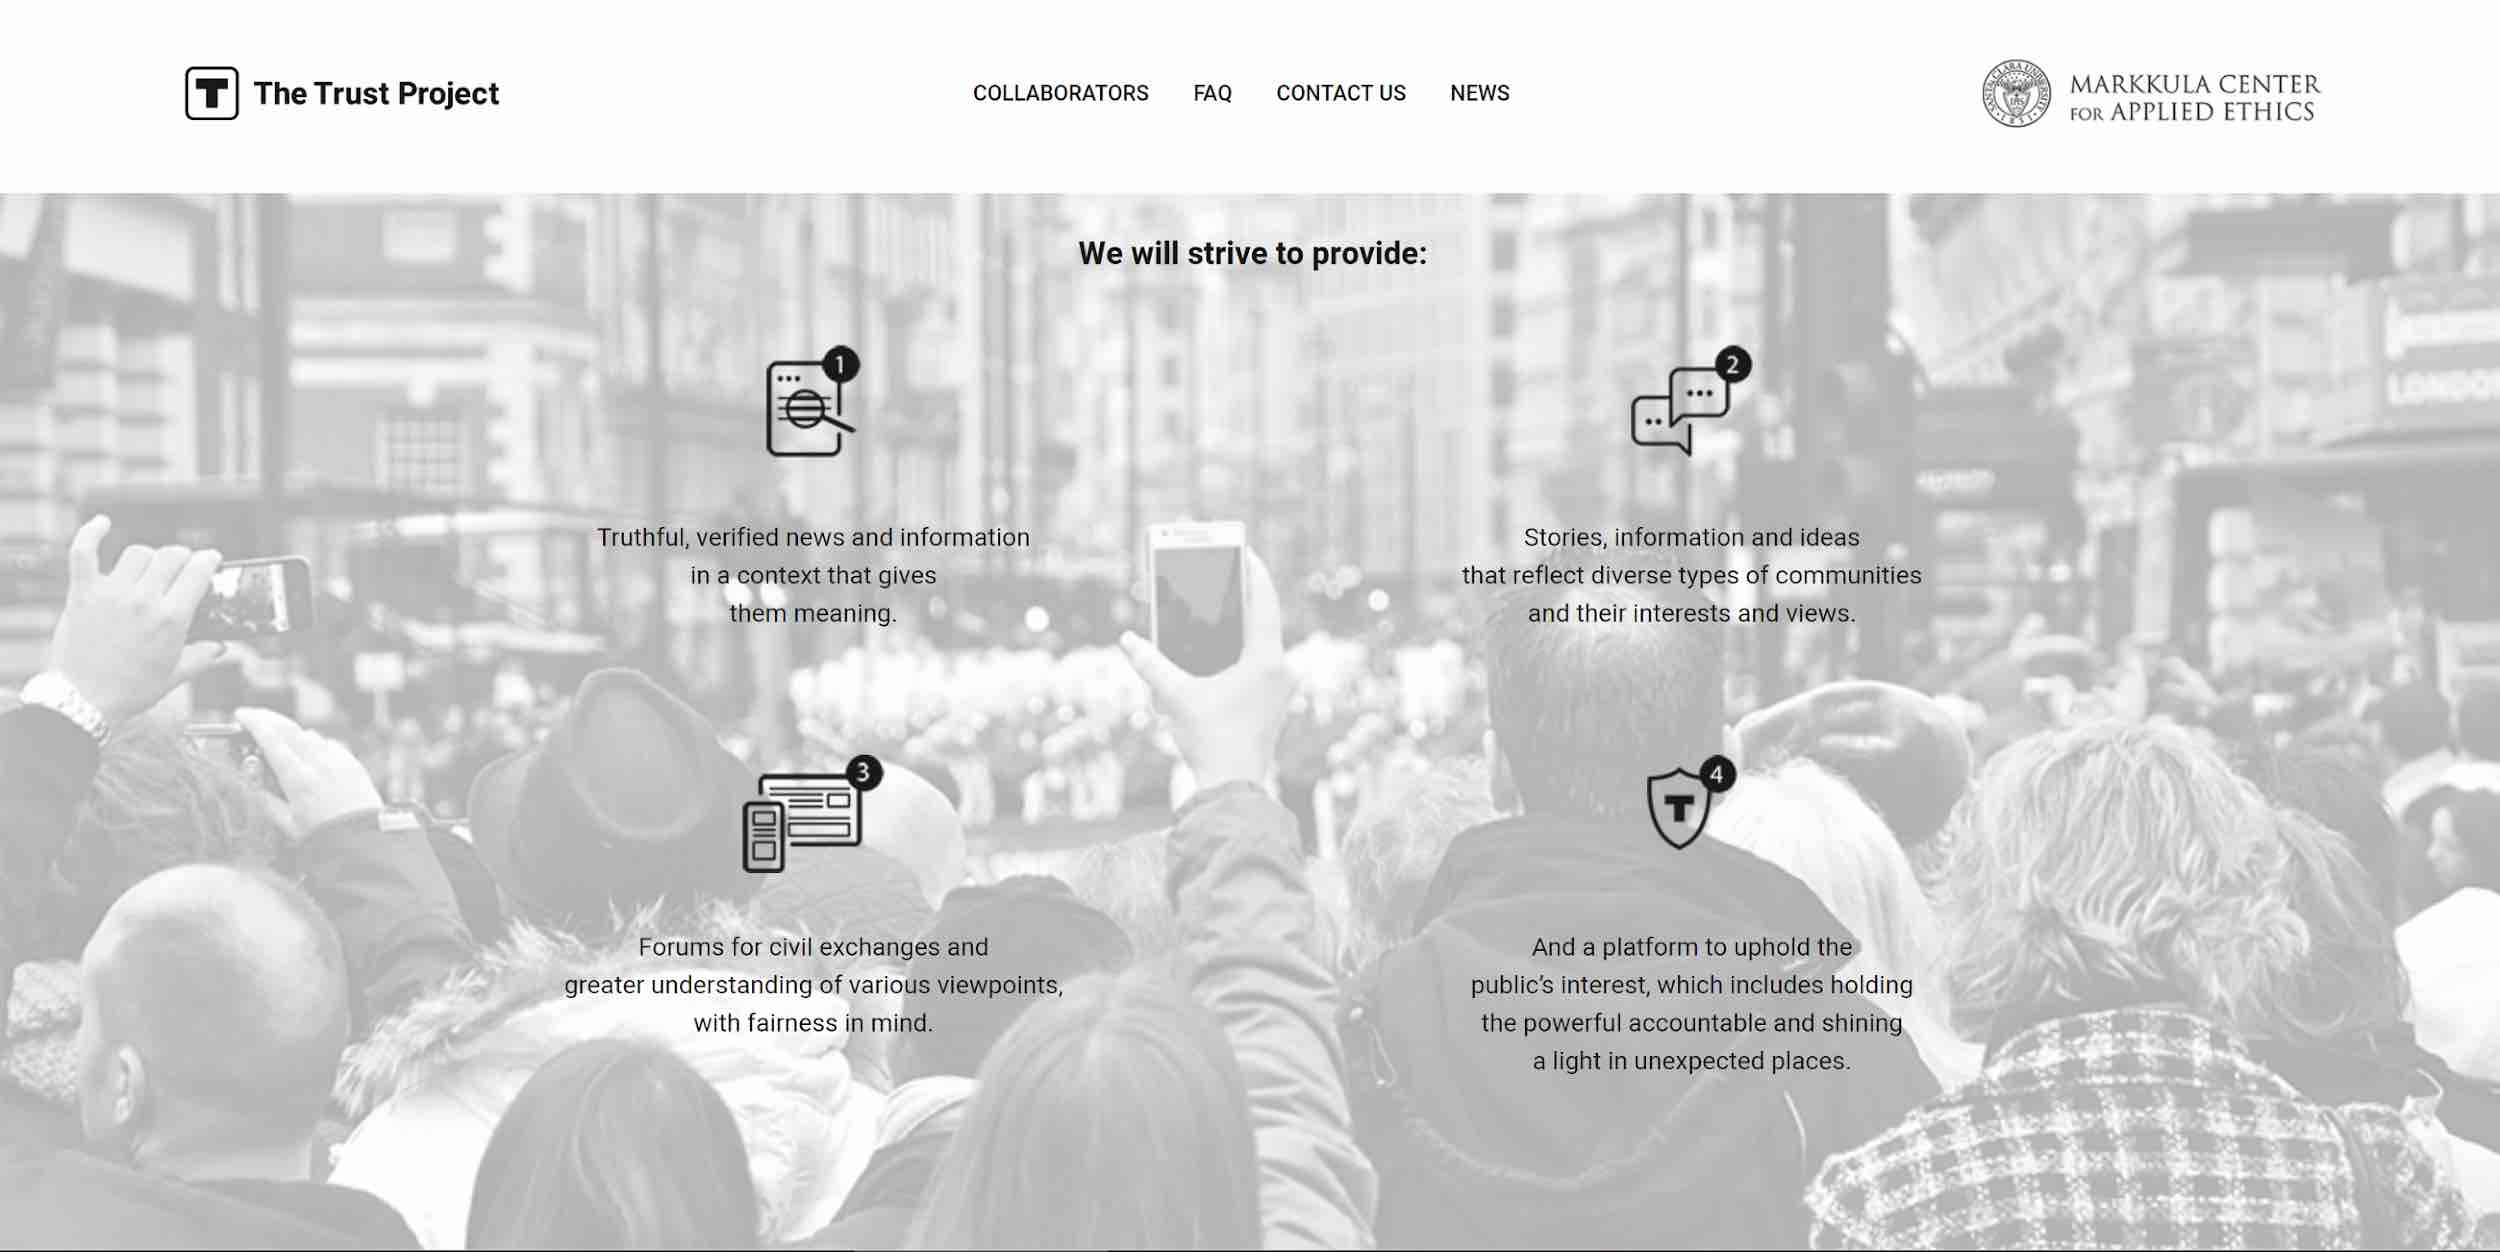 The Trust Project
COLLABORATORS FAQ CONTACT US NEWS
MARKKULA CENTER
FOR APPLIED ETHICS
We will strive to provide:
1
Truthful, verified news and information
in a context that gives
them meaning.
2
Stories, information and ideas
that reflect diverse types of communities
and their interests and views.
3
Forums for civil exchanges and
greater understanding of various viewpoints,
with fairness in mind.
4
And a platform to uphold the
public's interest, which includes holding
the powerful accountable and shining
a light in unexpected places.